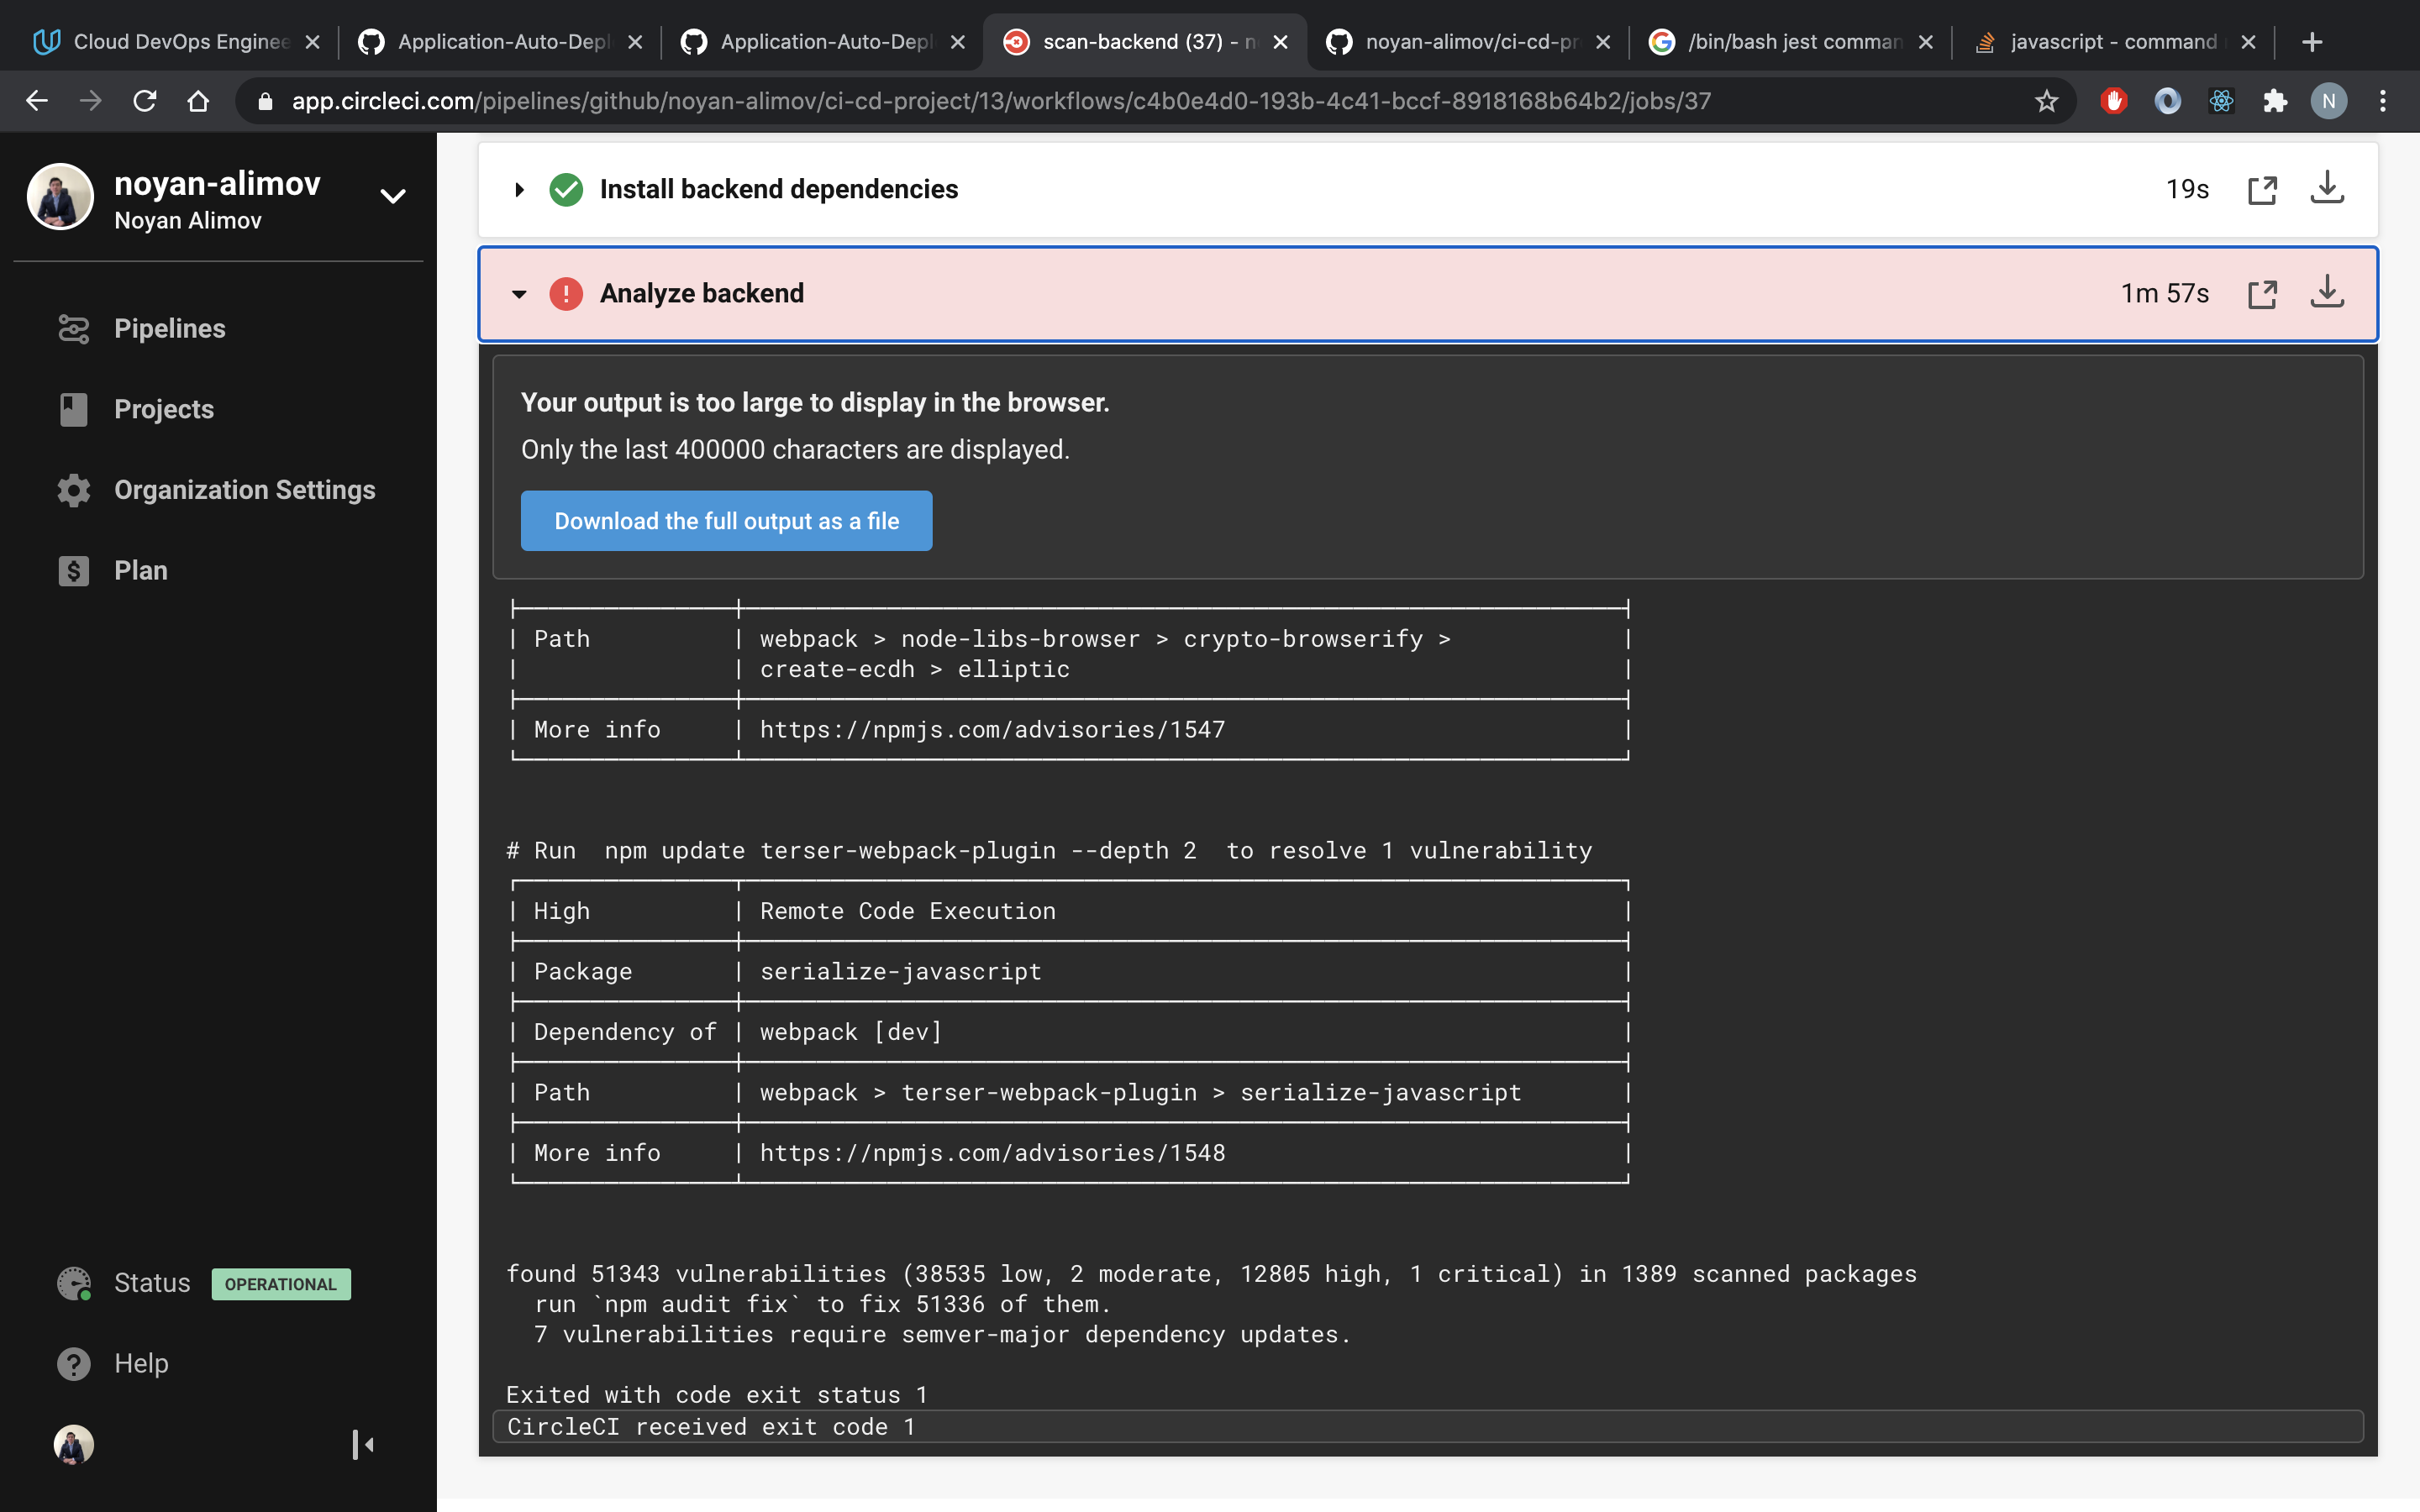 Cloud DevOps Enginee
Application-Auto-Depl
Application-Auto-Depl
scan-backend (37) - n
noyan-alimov/ci-cd-pr
/bin/bash jest comman
javascript - command
app.circleci.com/pipelines/github/noyan-alimov/ci-cd-project/13/workflows/c4b0e4d0-193b-4c41-bccf-8918168b64b2/jobs/37
N
noyan-alimov
Noyan Alimov
Pipelines
Projects
Organization Settings
Plan
Status OPERATIONAL
Help
Install backend dependencies 19s
Analyze backend 1m 57s
Your output is too large to display in the browser.
Only the last 400000 characters are displayed.
Download the full output as a file
Path webpack > node-libs-browser > crypto-browserify >
create-ecdh > elliptic
More info https://npmjs.com/advisories/1547
# Run  npm update terser-webpack-plugin --depth 2  to resolve 1 vulnerability
High Remote Code Execution
Package serialize-javascript
Dependency of webpack [dev]
Path webpack > terser-webpack-plugin > serialize-javascript
More info https://npmjs.com/advisories/1548
found 51343 vulnerabilities (38535 low, 2 moderate, 12805 high, 1 critical) in 1389 scanned packages
run `npm audit fix` to fix 51336 of them.
7 vulnerabilities require semver-major dependency updates.
Exited with code exit status 1
CircleCI received exit code 1